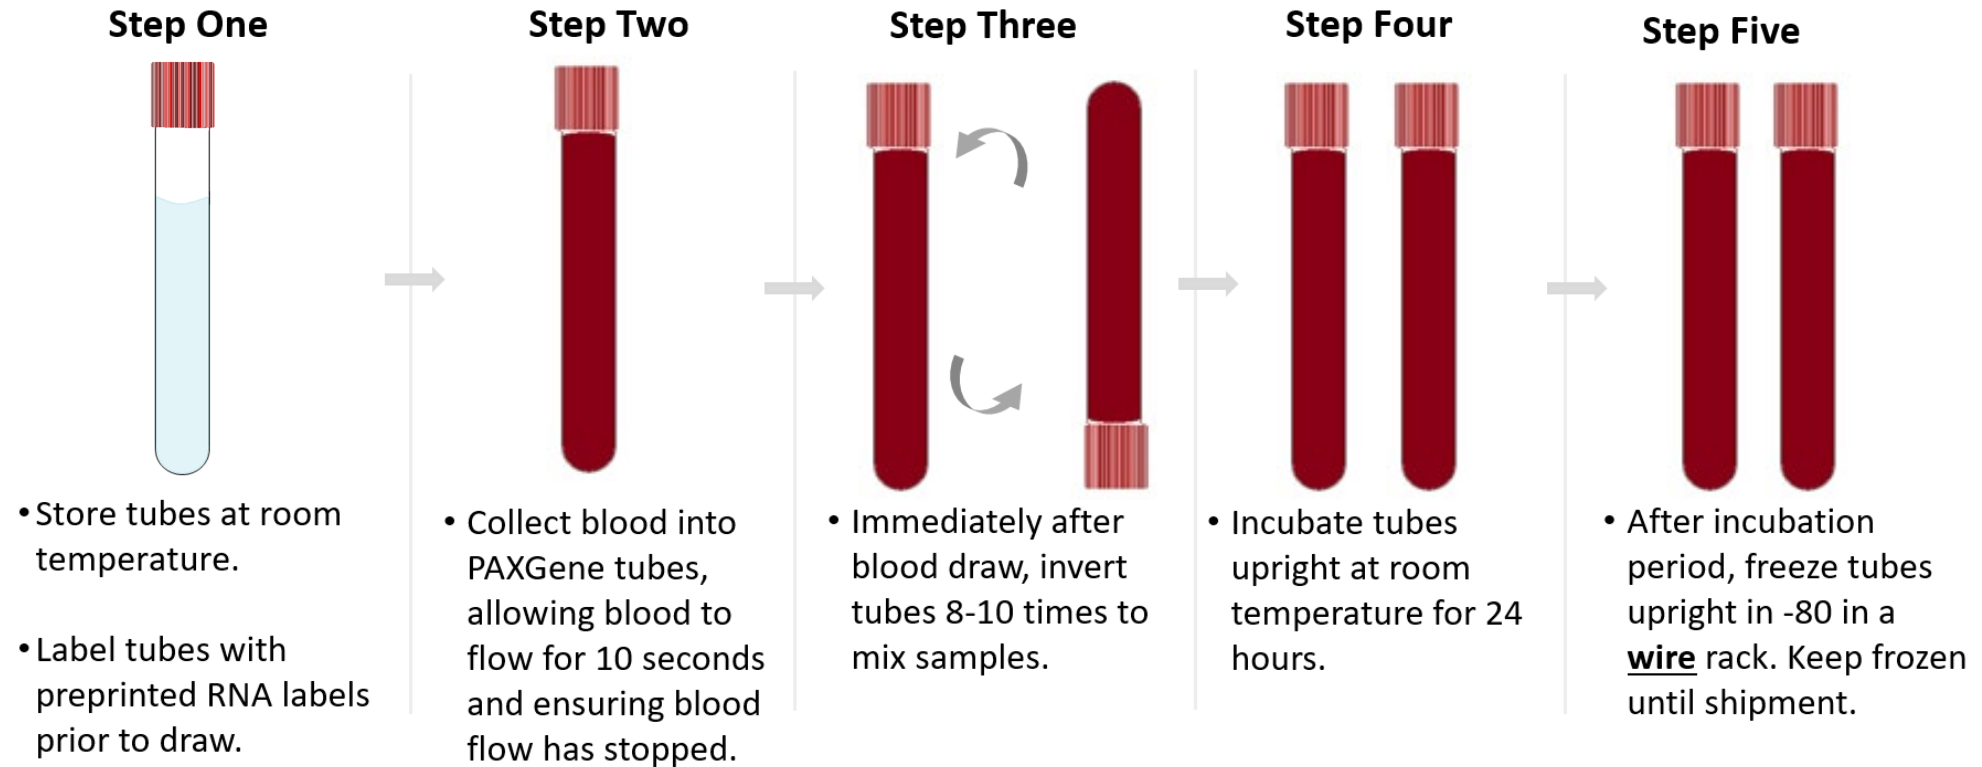 Step One
• Store tubes at room
temperature.
• Label tubes with
preprinted RNA labels
prior to draw.
Step Two
• Collect blood into
PAXGene tubes,
allowing blood to
flow for 10 seconds
and ensuring blood
flow has stopped.
Step Three
• Immediately after
blood draw, invert
tubes 8-10 times to
mix samples.
Step Four
• Incubate tubes
upright at room
temperature for 24
hours.
Step Five
• After incubation
period, freeze tubes
upright in -80 in a
wire rack. Keep frozen
until shipment.